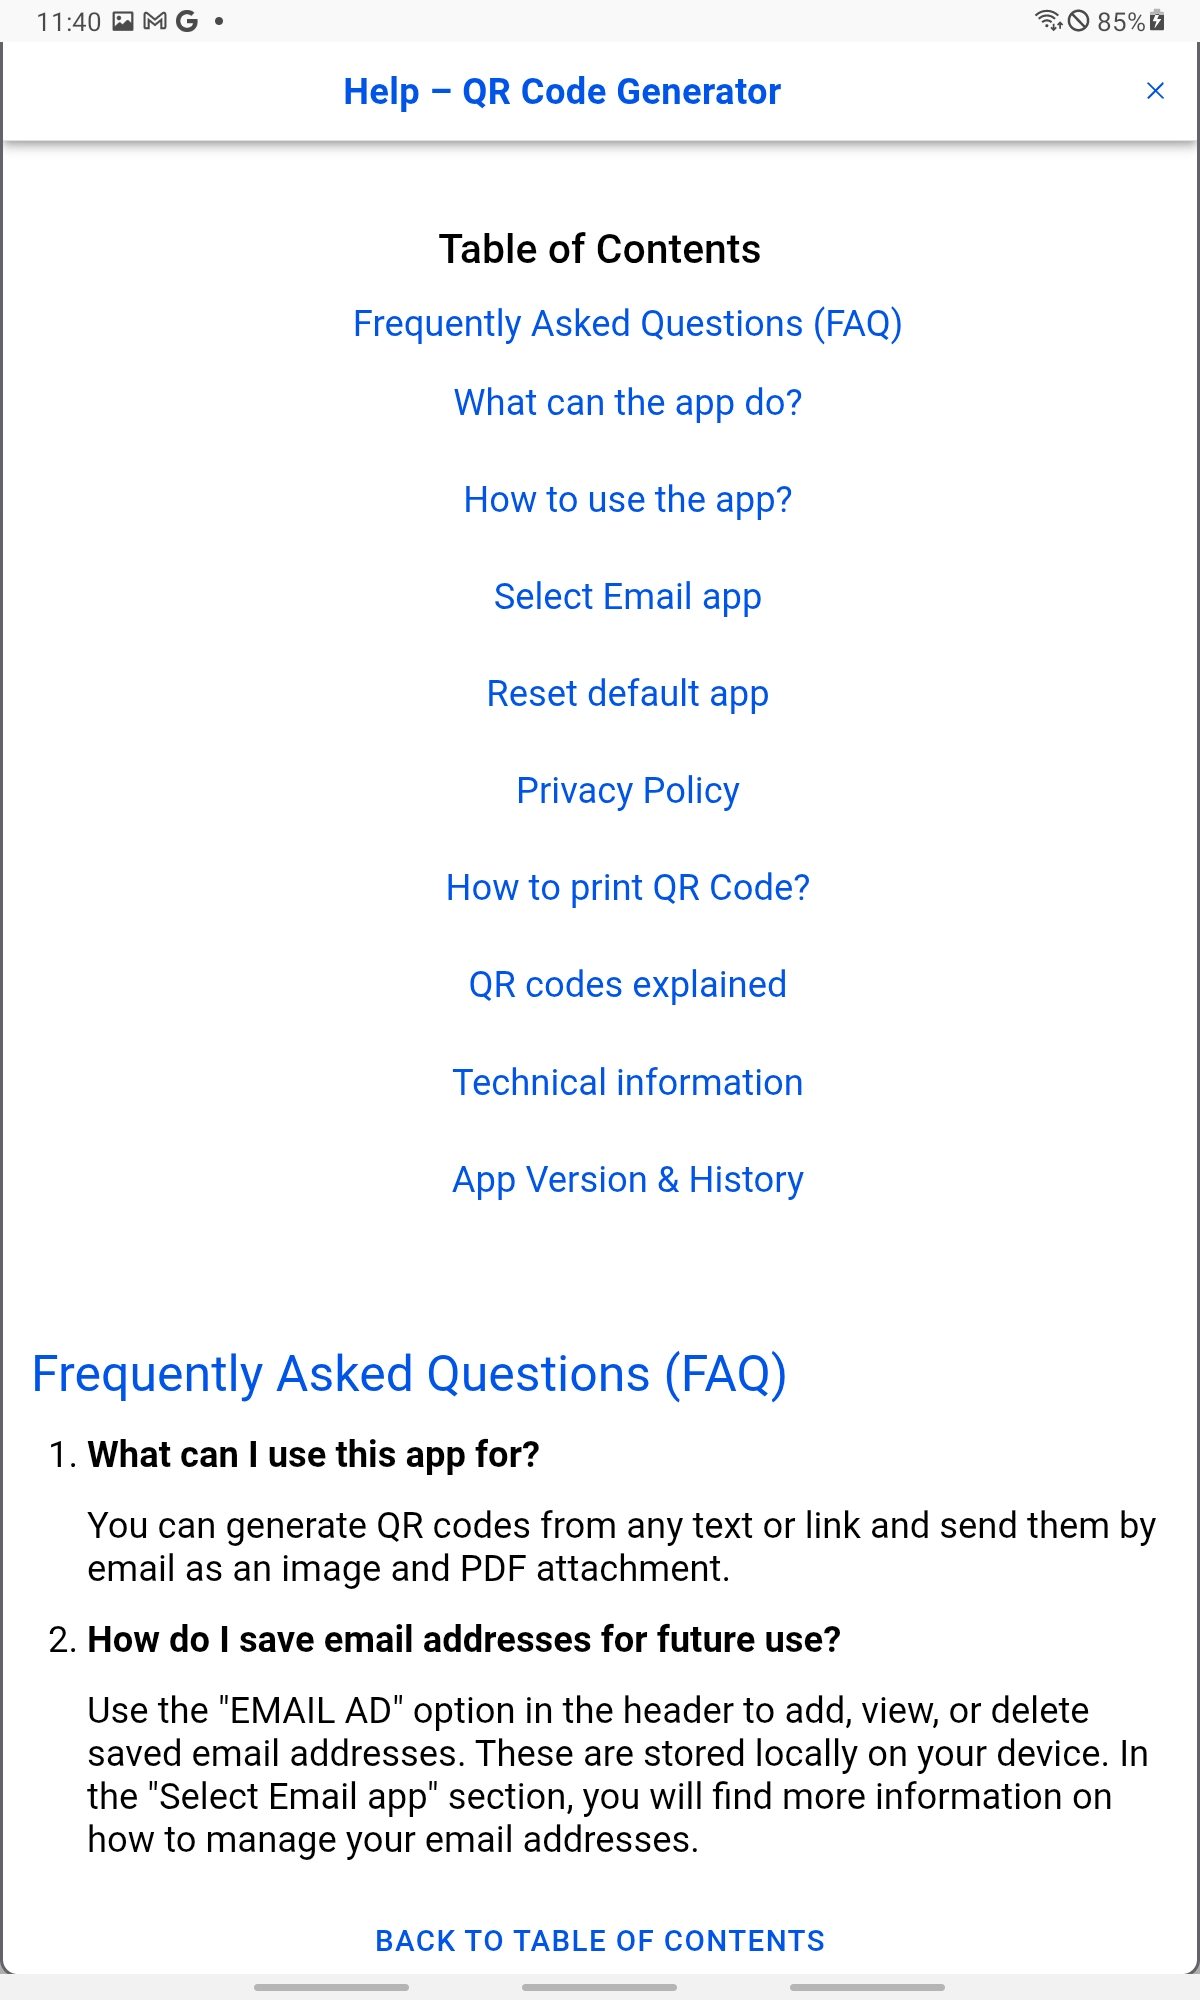 11:40
85%
Help – QR Code Generator
Table of Contents
Frequently Asked Questions (FAQ)
What can the app do?
How to use the app?
Select Email app
Reset default app
Privacy Policy
How to print QR Code?
QR codes explained
Technical information
App Version & History
Frequently Asked Questions (FAQ)
1. What can I use this app for?
You can generate QR codes from any text or link and send them by
email as an image and PDF attachment.
2. How do I save email addresses for future use?
Use the "EMAIL AD" option in the header to add, view, or delete
saved email addresses. These are stored locally on your device. In
the "Select Email app" section, you will find more information on
how to manage your email addresses.
BACK TO TABLE OF CONTENTS